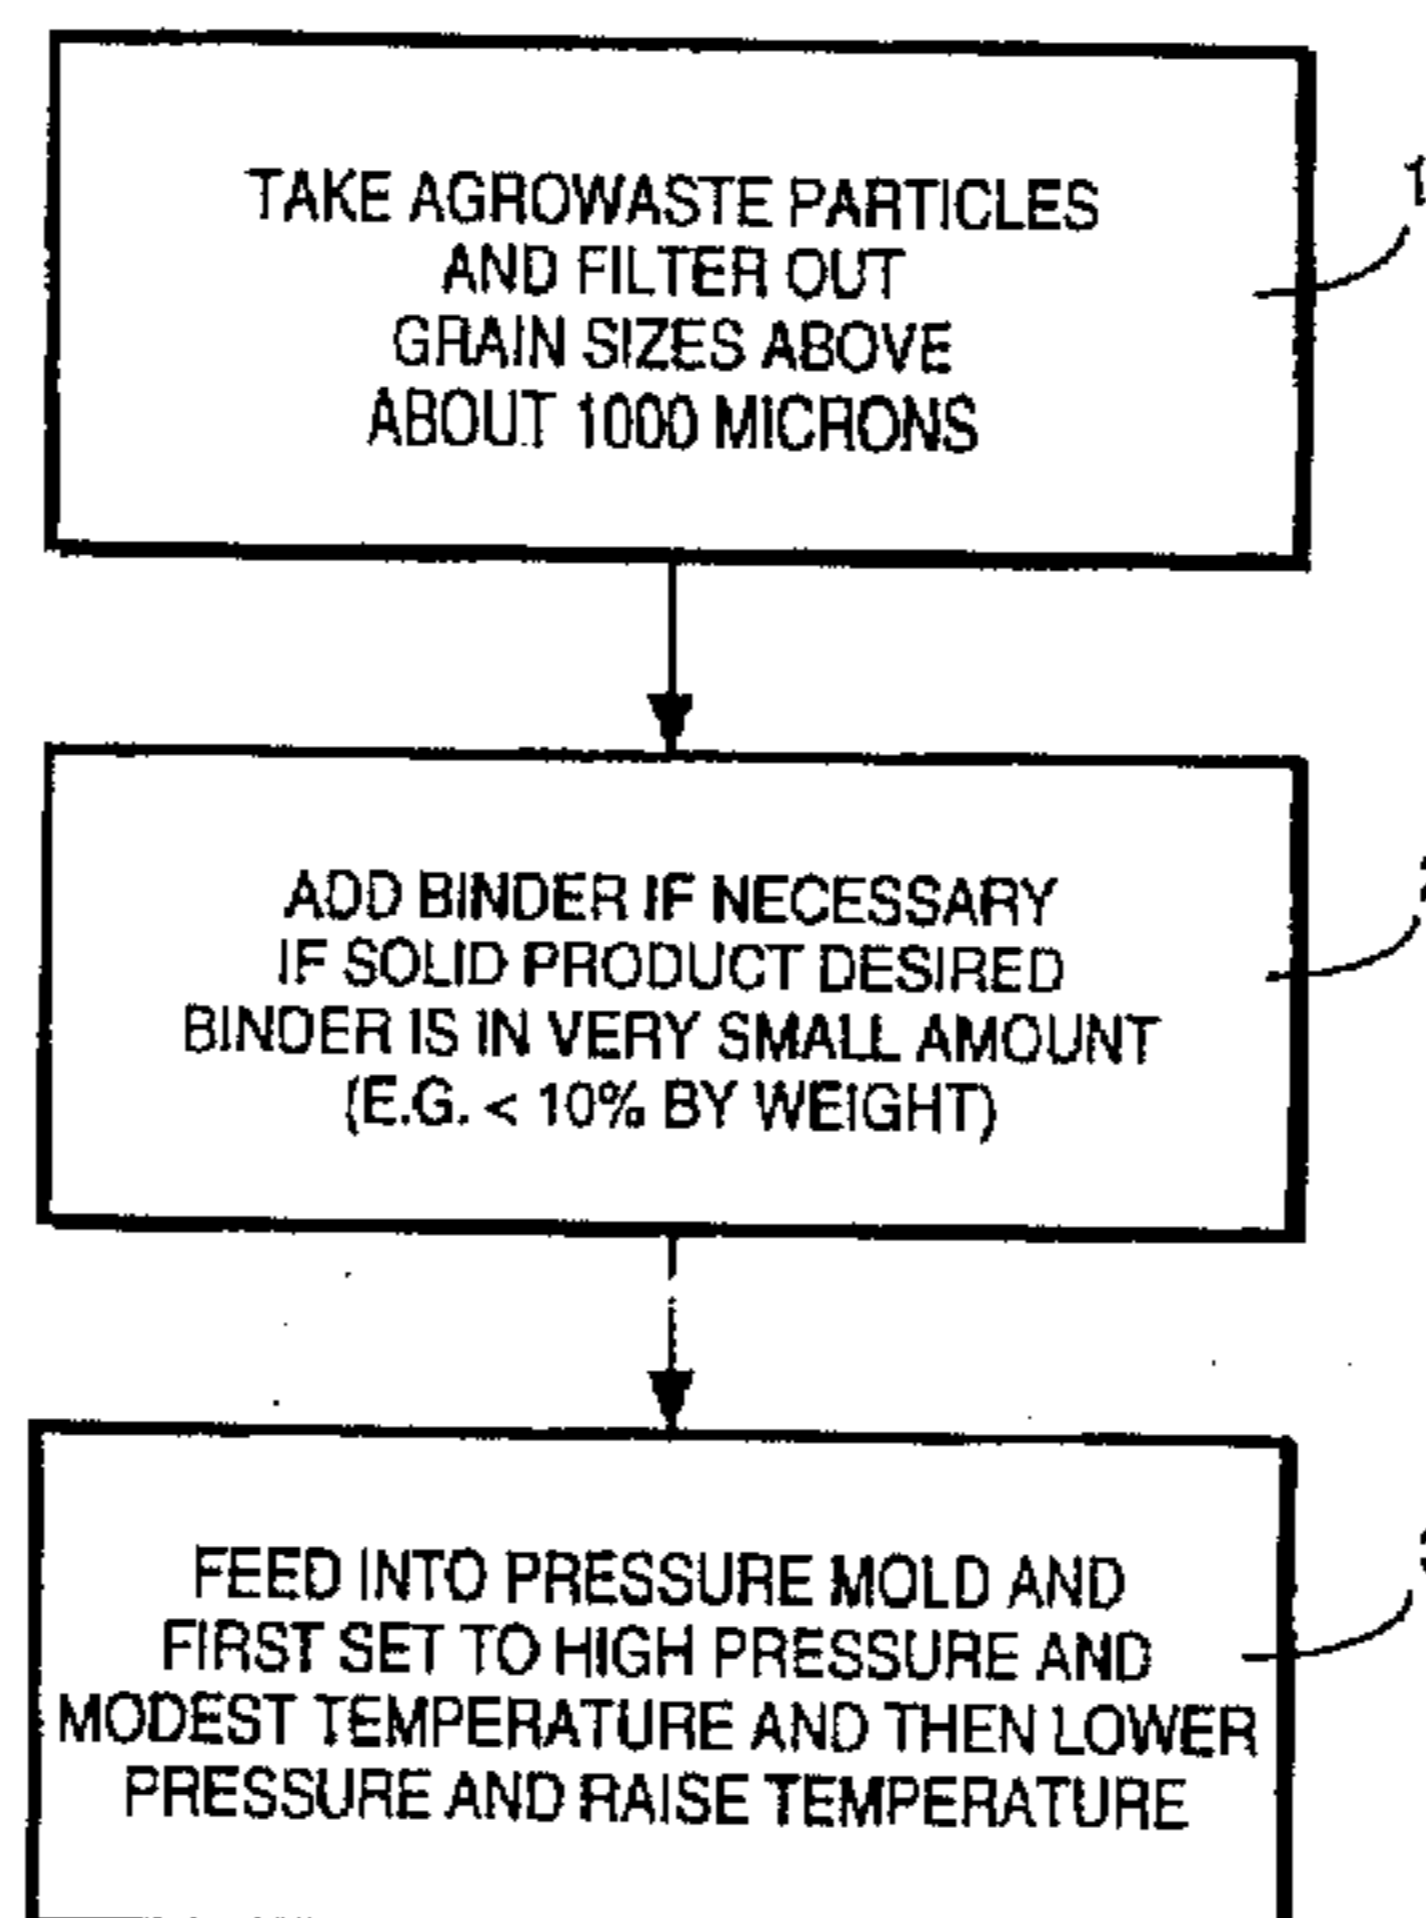 TAKE AGROWASTE PARTICLES
AND FILTER OUT
GRAIN SIZES ABOVE
ABOUT 1000 MICRONS
1
ADD BINDER IF NECESSARY
IF SOLID PRODUCT DESIRED
BINDER IS IN VERY SMALL AMOUNT
(E.G. < 10% BY WEIGHT)
FEED INTO PRESSURE MOLD AND
FIRST SET TO HIGH PRESSURE AND
MODEST TEMPERATURE AND THEN LOWER
PRESSURE AND RAISE TEMPERATURE